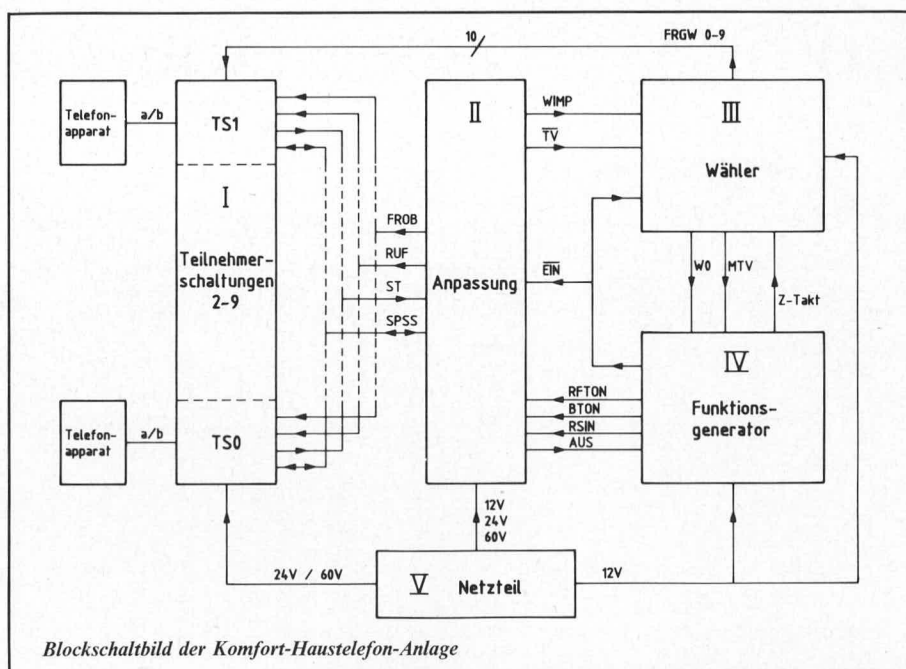 10
FRGW 0-9
Telefon-
apparat
a/b
TS1
I
Teilnehmer-
schaltungen
2-9
Telefon-
apparat
a/b
TS0
FROB
RUF
ST
SPSS
II
Anpassung
WIMP
TV
EIN
RFTON
BTON
RSIN
AUS
III
Wähler
W0
MTV
Z-Takt
IV
Funktions-
generator
12V
24V
60V
24V / 60V
V Netzteil
12V
Blockschaltbild der Komfort-Haustelefon-Anlage